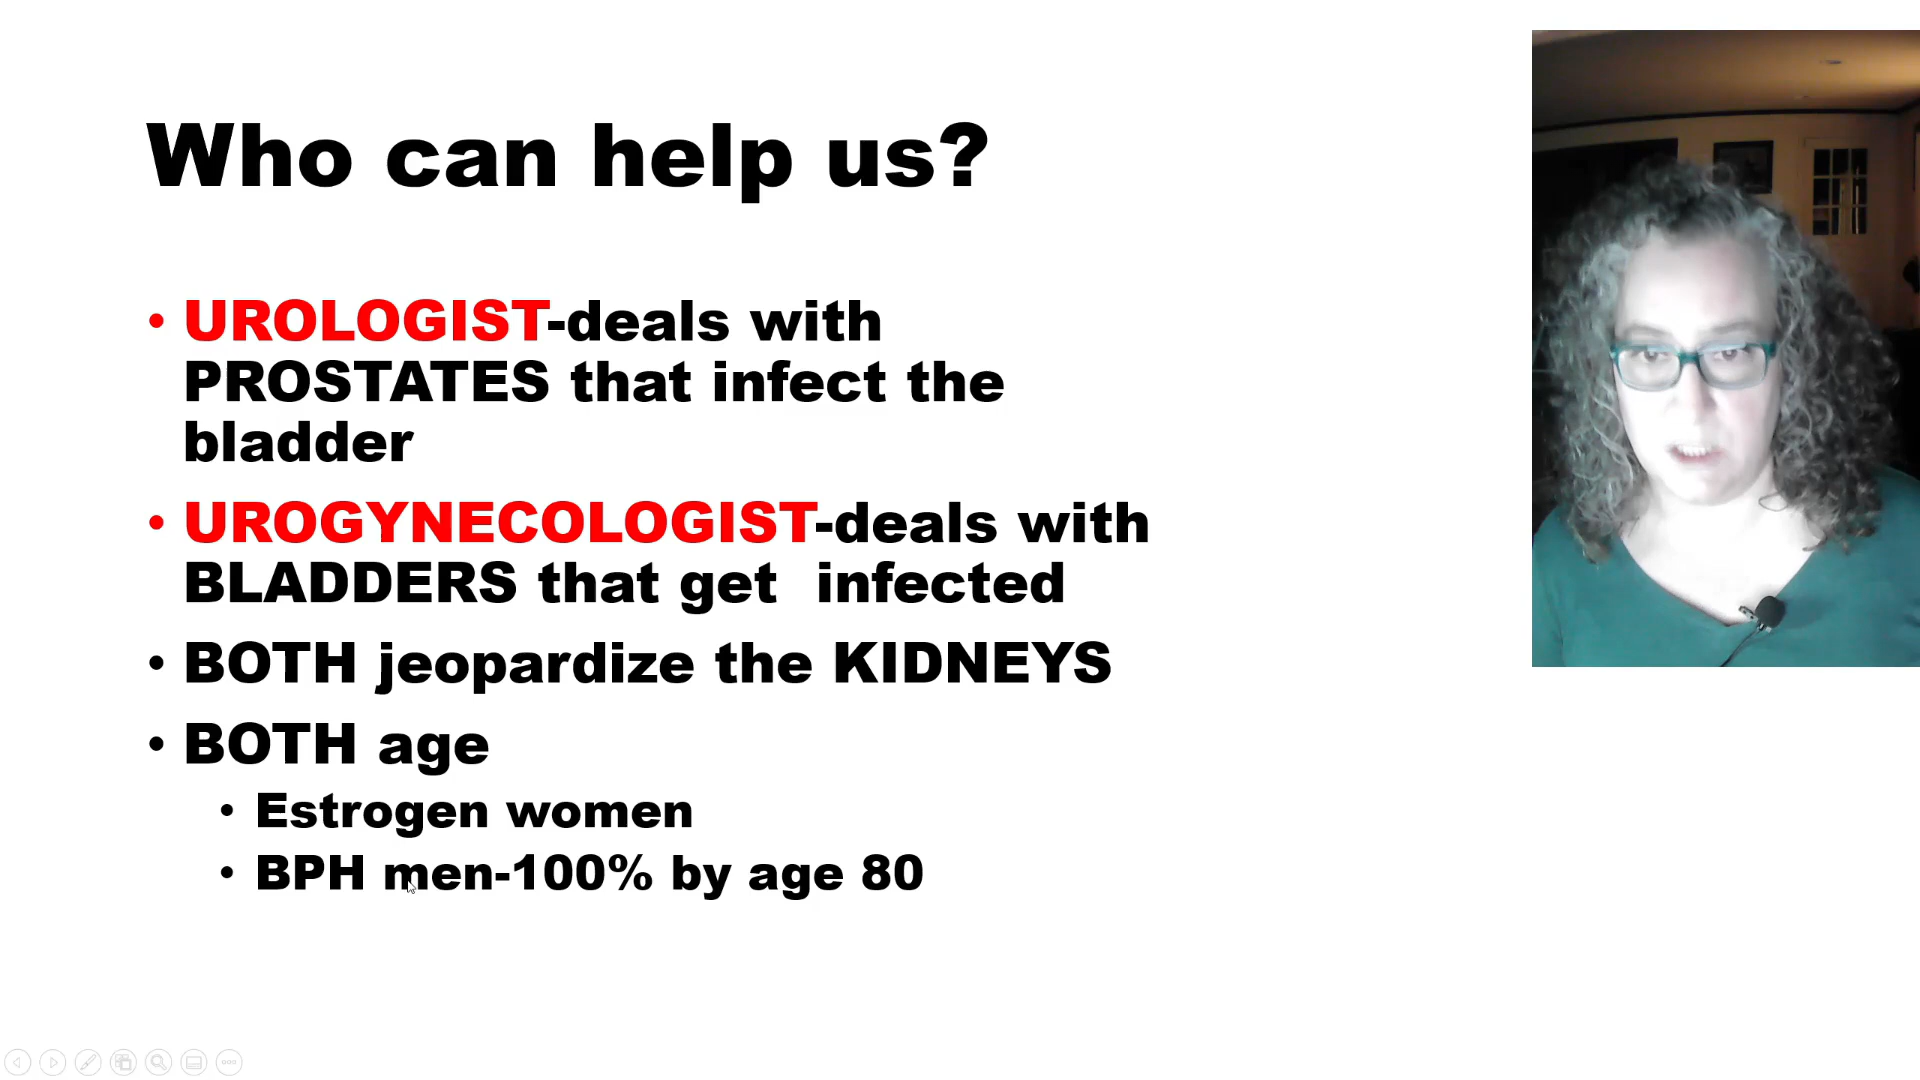 Who can help us?
• UROLOGIST-deals with
PROSTATES that infect the
bladder
• UROGYNECOLOGIST-deals with
BLADDERS that get  infected
• BOTH jeopardize the KIDNEYS
• BOTH age
• Estrogen women
• BPH men-100% by age 80